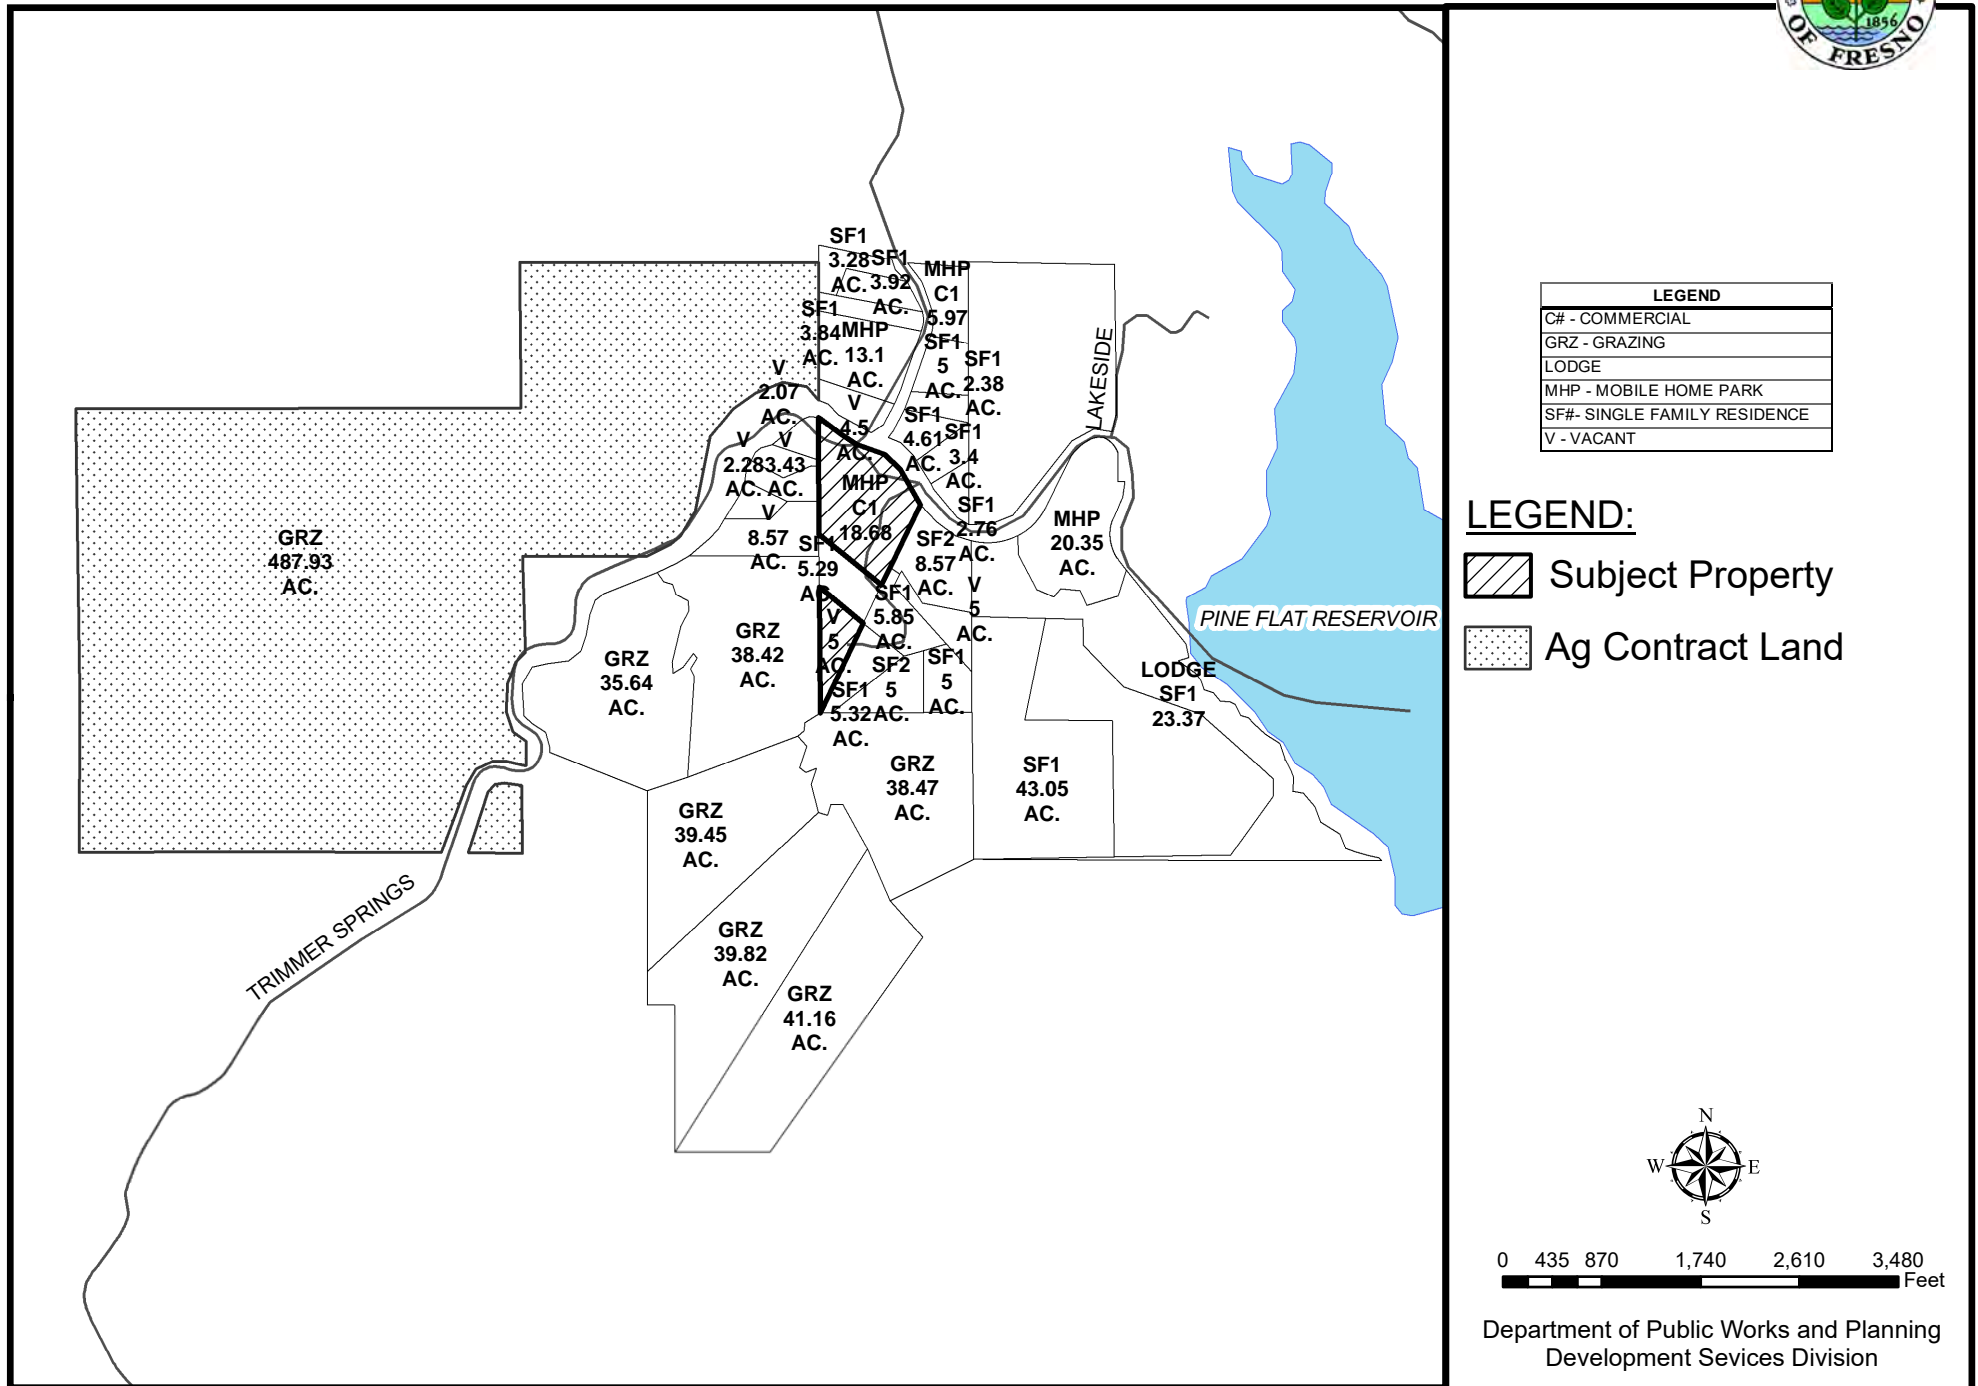 1856
OF FRESNO
SF1
3.28
AC.
SF1
3.92
AC.
MHP
C1
5.97
SF1
3.84
AC.
MHP
13.1
AC.
SF1
5
AC.
SF1
2.38
AC.
LAKESIDE
V
2.07
AC.
V
4.5
AC.
SF1
4.61
AC.
SF1
3.4
AC.
V
2.28
AC.
V
3.43
AC.
MHP
C1
18.68
SF1
2.76
AC.
MHP
20.35
AC.
V
8.57
AC.
SF1
5.29
AC.
SF2
8.57
AC.
GRZ
487.93
AC.
V
5
AC.
SF1
5.85
AC.
V
5
AC.
PINE FLAT RESERVOIR
GRZ
38.42
AC.
GRZ
35.64
AC.
SF2
5
AC.
SF1
5
AC.
SF1
5.32
AC.
LODGE
SF1
23.37
GRZ
38.47
AC.
SF1
43.05
AC.
GRZ
39.45
AC.
TRIMMER SPRINGS
GRZ
39.82
AC.
GRZ
41.16
AC.
LEGEND
C# - COMMERCIAL
GRZ - GRAZING
LODGE
MHP - MOBILE HOME PARK
SF#- SINGLE FAMILY RESIDENCE
V - VACANT
LEGEND:
Subject Property
Ag Contract Land
N
W E
S
0 435 870 1,740 2,610 3,480
Feet
Department of Public Works and Planning
Development Sevices Division